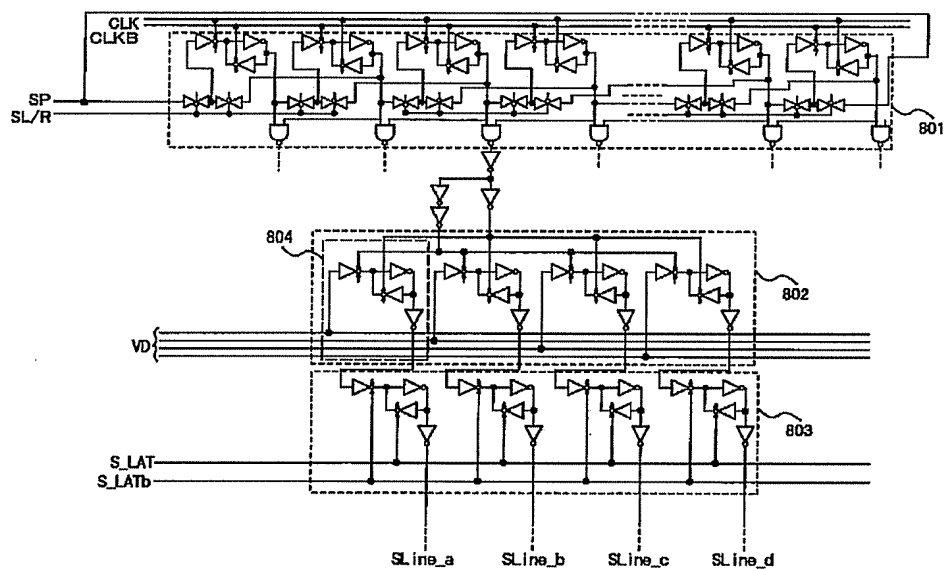 CLK
CLKB
SP
SL/R
801
804
802
VD
803
S_LAT
S_LATb
SLine_a SLine_b SLine_c SLine_d